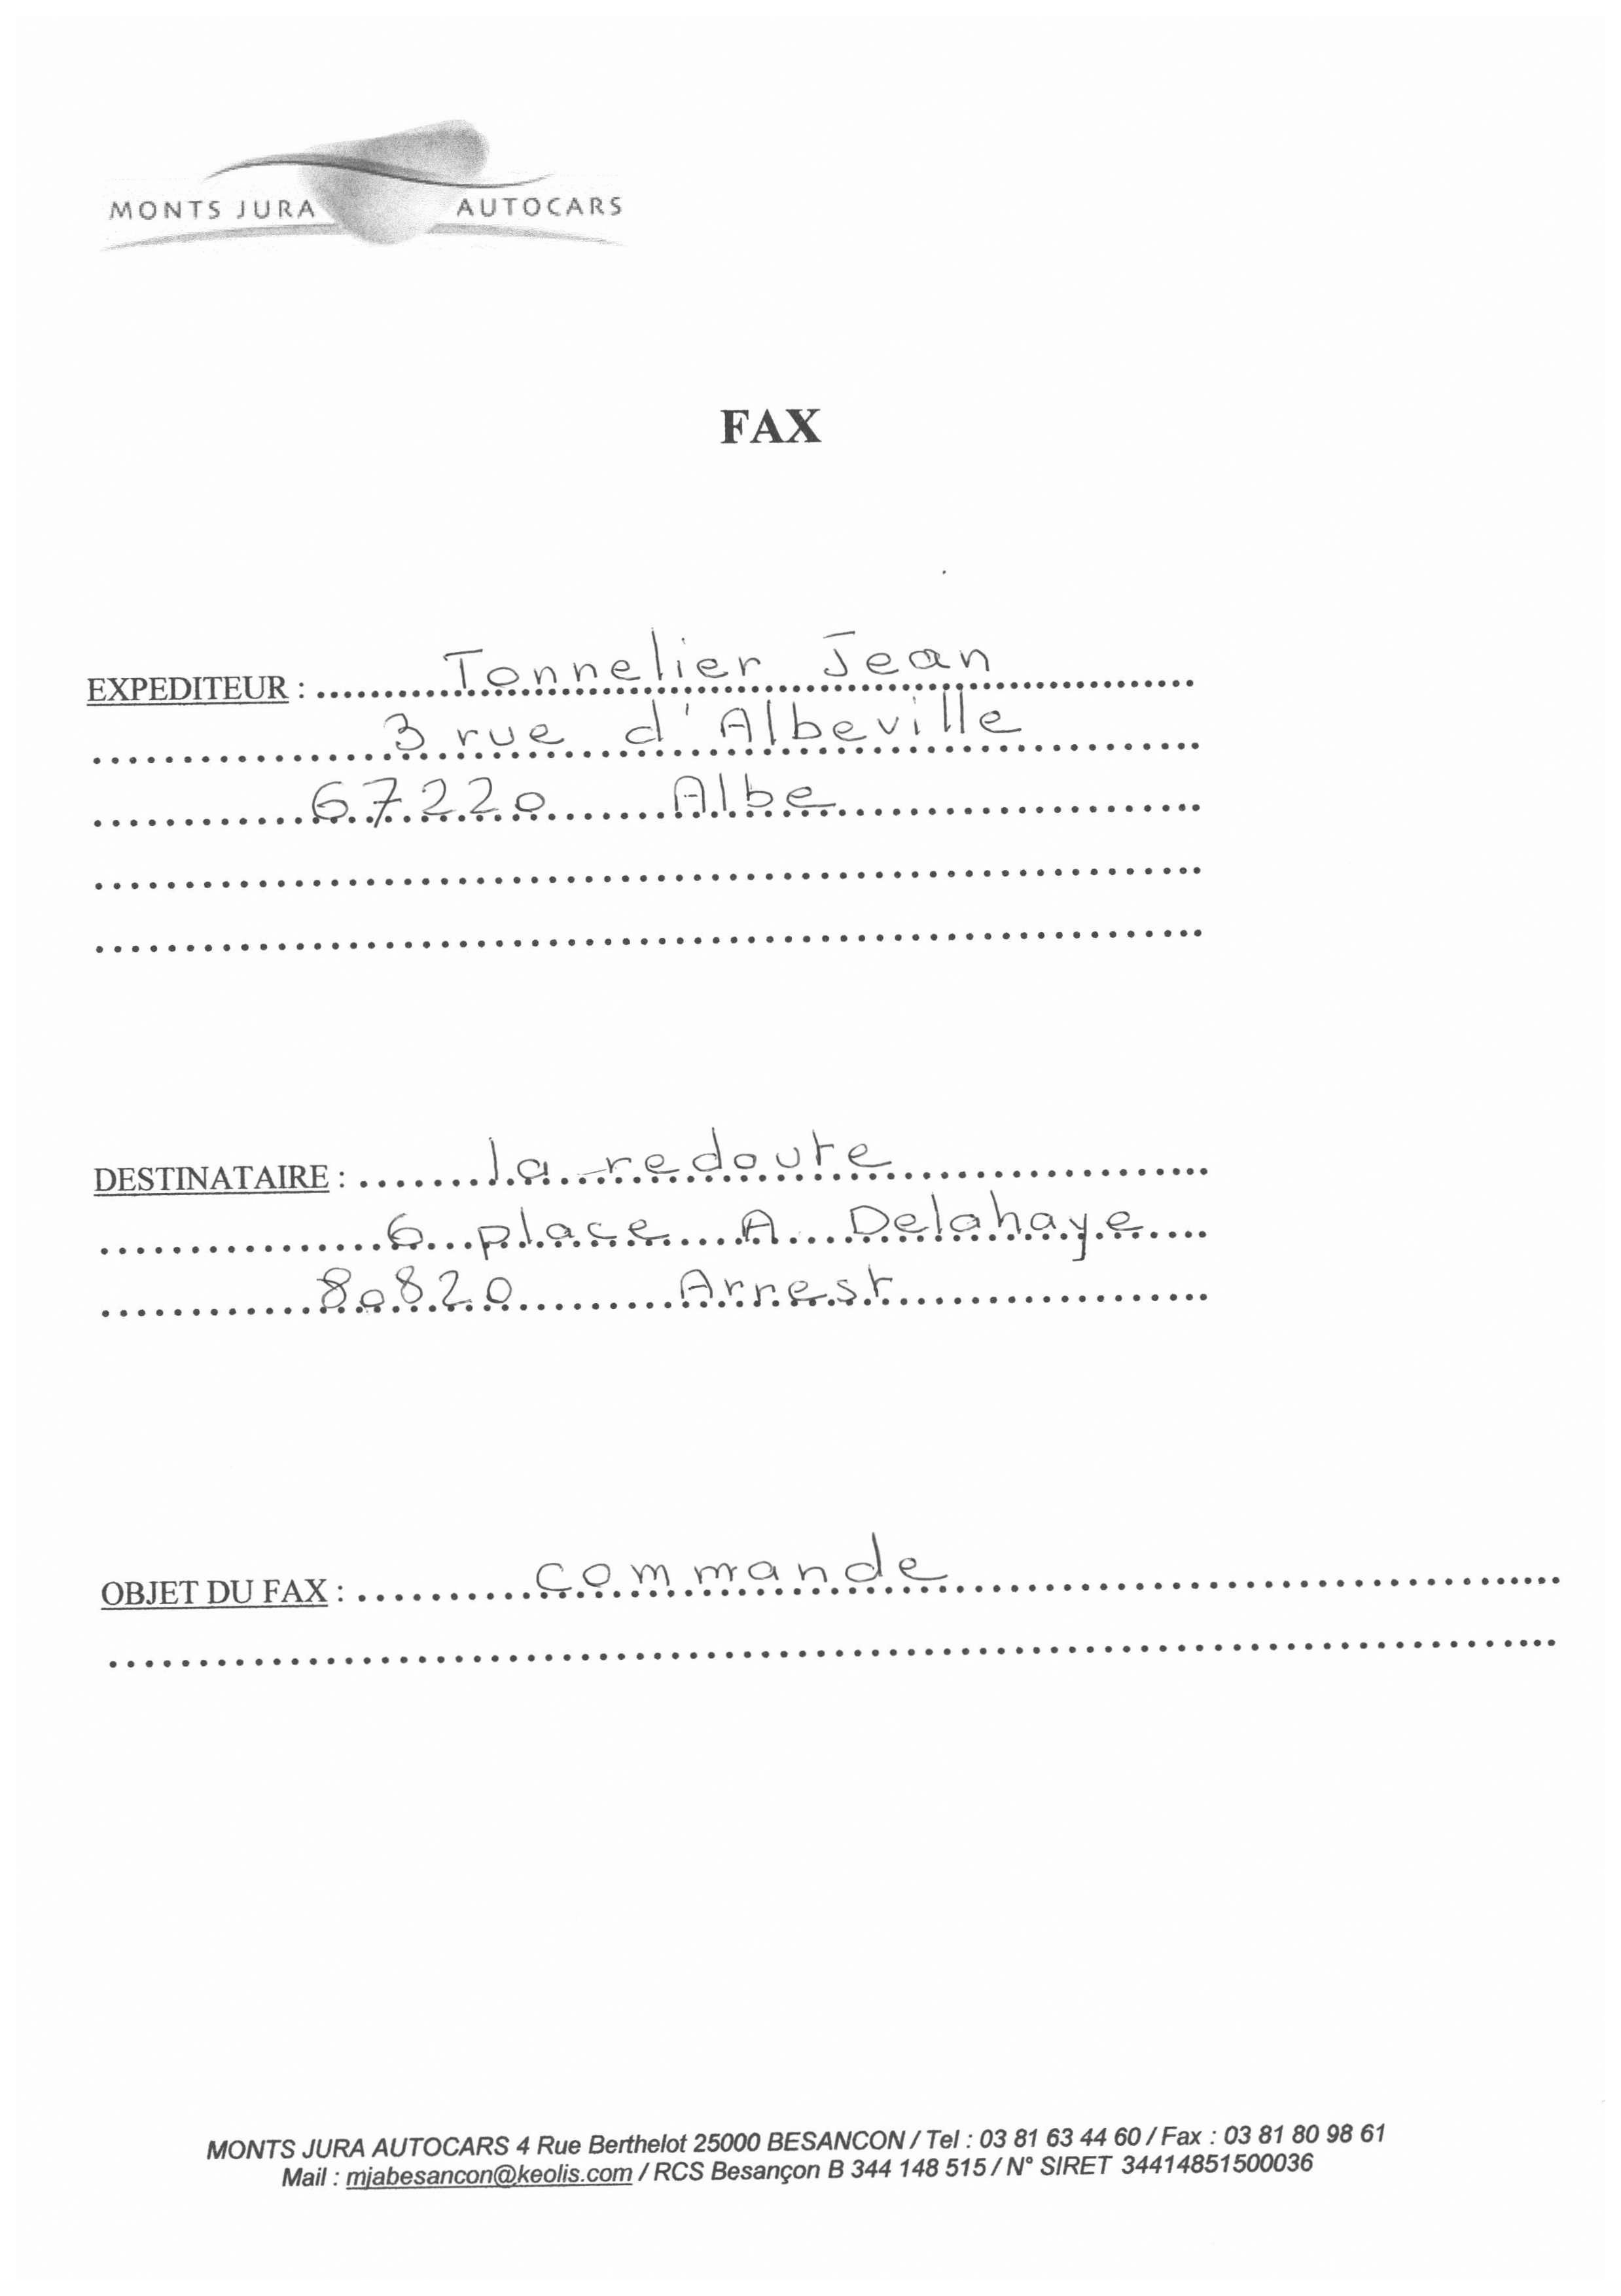 MONTS JURA AUTOCARS
FAX
EXPEDITEUR : Tonnelier Jean
3 rue d'Albeville
67220 Albe
DESTINATAIRE : la redoute
6 place A Delahaye
80820 Arrest
OBJET DU FAX : commande
MONTS JURA AUTOCARS 4 Rue Berthelot 25000 BESANCON / Tel : 03 81 63 44 60 / Fax : 03 81 80 98 61
Mail : mjabesancon@keolis.com / RCS Besançon B 344 148 515 / N° SIRET 34414851500036